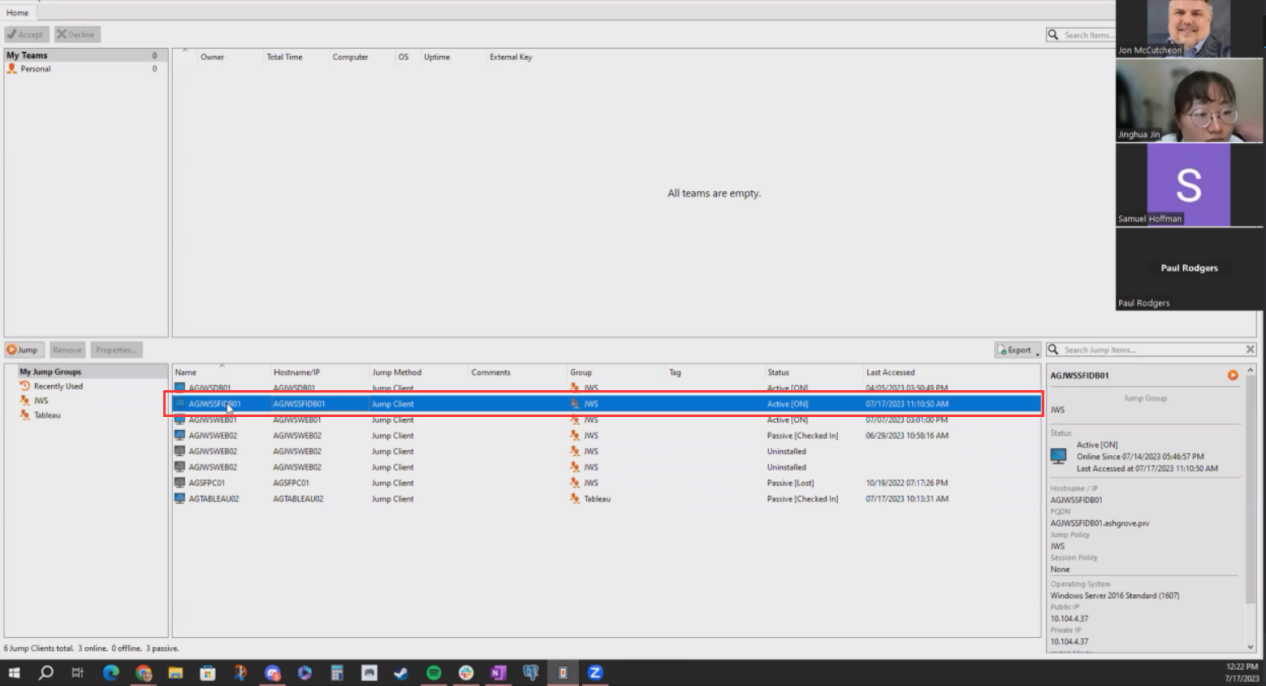 Home
Accept Decline Search Items...
My Teams 0
Personal 0
Owner Total Time Computer OS Uptime External Key
All teams are empty.
Jon McCutcheon
Jinghua Jin
S
Samuel Hoffman
Paul Rodgers
Paul Rodgers
Jump Remove Properties... Export Search Jump Items...
My Jump Groups
Recently Used
JWS
Tableau
Name Hostname/IP Jump Method Comments Group Tag Status Last Accessed
AGJWSDB01 AGJWSDB01 Jump Client JWS Active [ON] 04/05/2023 03:50:49 PM
AGJWSSFIDB01 AGJWSSFIDB01 Jump Client JWS Active [ON] 07/17/2023 11:10:50 AM
AGJWSWEB01 AGJWSWEB01 Jump Client JWS Active [ON] 07/07/2023 03:01:00 PM
AGJWSWEB02 AGJWSWEB02 Jump Client JWS Passive [Checked In] 06/29/2023 10:58:16 AM
AGJWSWEB02 AGJWSWEB02 Jump Client JWS Uninstalled
AGJWSWEB02 AGJWSWEB02 Jump Client JWS Uninstalled
AGSFPC01 AGSFPC01 Jump Client JWS Passive [Lost] 10/19/2022 07:17:26 PM
AGTABLEAU02 AGTABLEAU02 Jump Client Tableau Passive [Checked In] 07/17/2023 10:13:31 AM
AGJWSSFIDB01
Jump Group
JWS
Status
Active [ON]
Online Since 07/14/2023 05:46:57 PM
Last Accessed at 07/17/2023 11:10:50 AM
Hostname / IP
AGJWSSFIDB01
FQDN
AGJWSSFIDB01.ashgrove.prv
Jump Policy
JWS
Session Policy
None
Operating System
Windows Server 2016 Standard (1607)
Public IP
10.104.4.37
Private IP
10.104.4.37
6 Jump Clients total. 3 online. 0 offline. 3 passive.
12:22 PM
7/17/2023